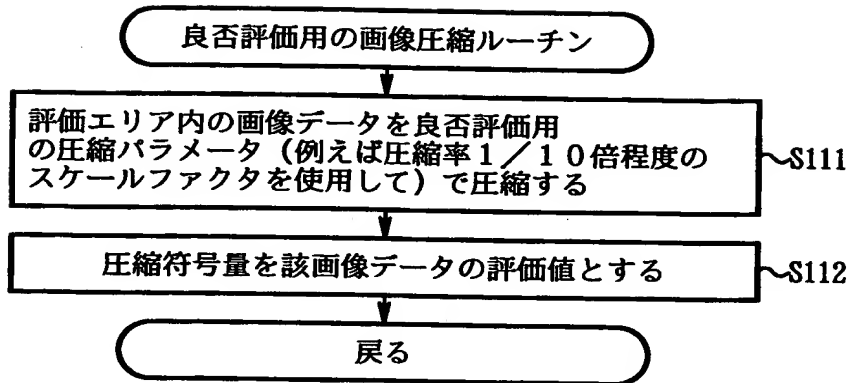 良否評価用の画像圧縮ルーチン
評価エリア内の画像データを良否評価用
の圧縮パラメータ（例えば圧縮率１／１０倍程度の
スケールファクタを使用して）で圧縮する
S111
圧縮符号量を該画像データの評価値とする
S112
戻る